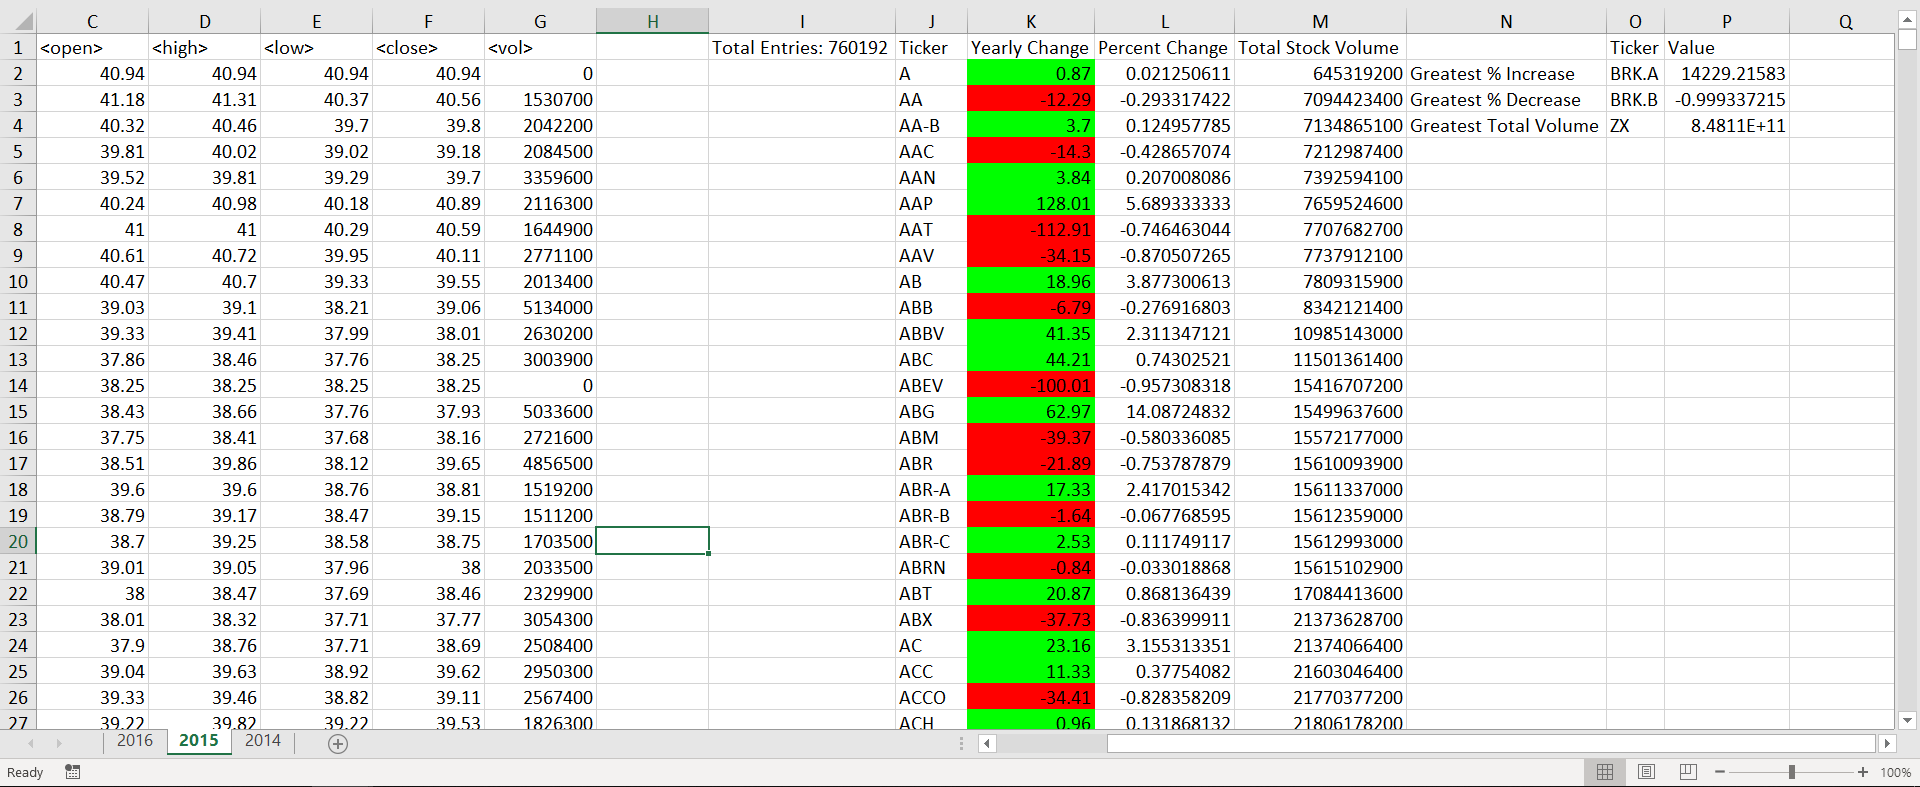 C D E F G H I J K L M N O P Q
1 <open> <high> <low> <close> <vol> Total Entries: 760192 Ticker Yearly Change Percent Change Total Stock Volume Ticker Value
2 40.94 40.94 40.94 40.94 0 A 0.87 0.021250611 645319200 Greatest % Increase BRK.A 14229.21583
3 41.18 41.31 40.37 40.56 1530700 AA -12.29 -0.293317422 7094423400 Greatest % Decrease BRK.B -0.999337215
4 40.32 40.46 39.7 39.8 2042200 AA-B 3.7 0.124957785 7134865100 Greatest Total Volume ZX 8.4811E+11
5 39.81 40.02 39.02 39.18 2084500 AAC -14.3 -0.428657074 7212987400
6 39.52 39.81 39.29 39.7 3359600 AAN 3.84 0.207008086 7392594100
7 40.24 40.98 40.18 40.89 2116300 AAP 128.01 5.689333333 7659524600
8 41 41 40.29 40.59 1644900 AAT -112.91 -0.746463044 7707682700
9 40.61 40.72 39.95 40.11 2771100 AAV -34.15 -0.870507265 7737912100
10 40.47 40.7 39.33 39.55 2013400 AB 18.96 3.877300613 7809315900
11 39.03 39.1 38.21 39.06 5134000 ABB -6.79 -0.276916803 8342121400
12 39.33 39.41 37.99 38.01 2630200 ABBV 41.35 2.311347121 10985143000
13 37.86 38.46 37.76 38.25 3003900 ABC 44.21 0.74302521 11501361400
14 38.25 38.25 38.25 38.25 0 ABEV -100.01 -0.957308318 15416707200
15 38.43 38.66 37.76 37.93 5033600 ABG 62.97 14.08724832 15499637600
16 37.75 38.41 37.68 38.16 2721600 ABM -39.37 -0.580336085 15572177000
17 38.51 39.86 38.12 39.65 4856500 ABR -21.89 -0.753787879 15610093900
18 39.6 39.6 38.76 38.81 1519200 ABR-A 17.33 2.417015342 15611337000
19 38.79 39.17 38.47 39.15 1511200 ABR-B -1.64 -0.067768595 15612359000
20 38.7 39.25 38.58 38.75 1703500 ABR-C 2.53 0.111749117 15612993000
21 39.01 39.05 37.96 38 2033500 ABRN -0.84 -0.033018868 15615102900
22 38 38.47 37.69 38.46 2329900 ABT 20.87 0.868136439 17084413600
23 38.01 38.32 37.71 37.77 3054300 ABX -37.73 -0.836399911 21373628700
24 37.9 38.76 37.71 38.69 2508400 AC 23.16 3.155313351 21374066400
25 39.04 39.63 38.92 39.62 2950300 ACC 11.33 0.37754082 21603046400
26 39.33 39.46 38.82 39.11 2567400 ACCO -34.41 -0.828358209 21770377200
27 39.22 39.82 39.22 39.53 1826300 ACH 0.96 0.131868132 21806178200
2016 2015 2014
Ready 100%